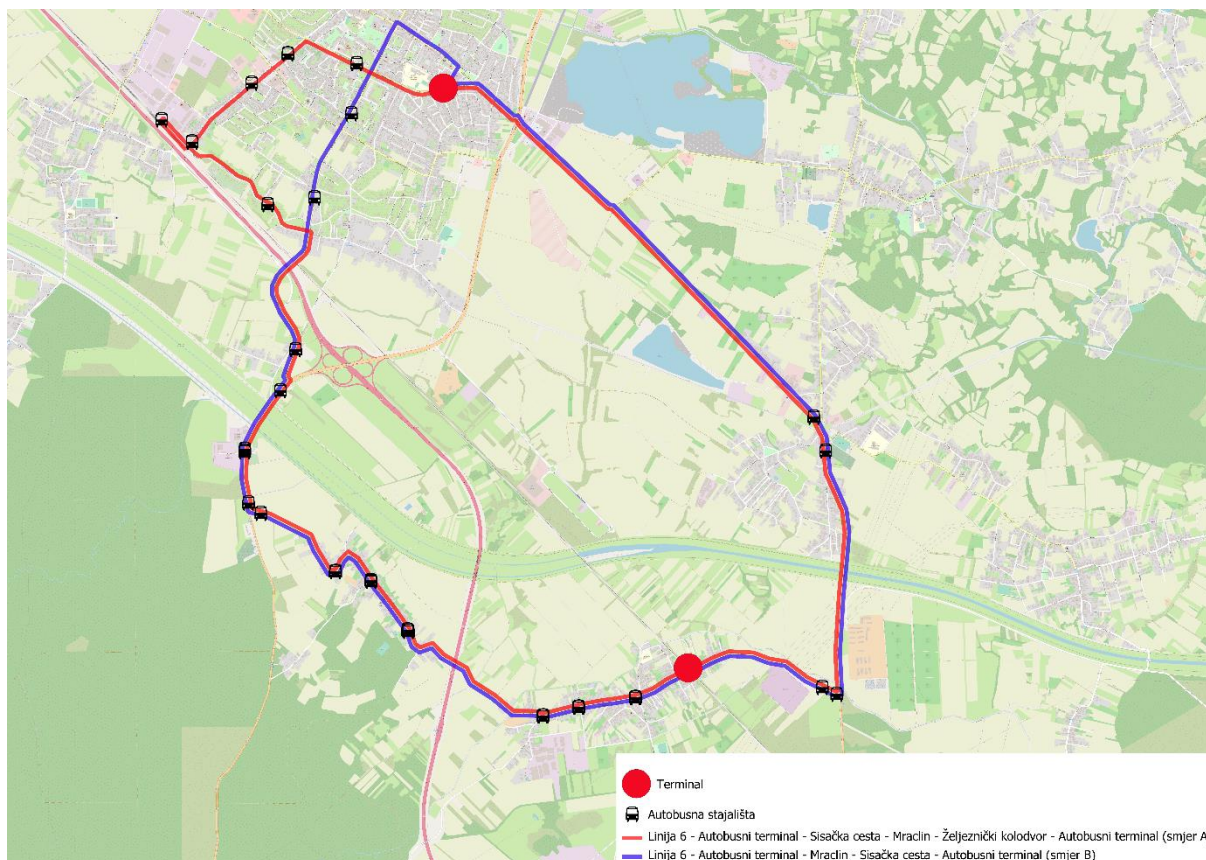 Terminal
Autobusna stajališta
Linija 6 - Autobusni terminal - Sisačka cesta - Mraclin - Željeznički kolodvor - Autobusni terminal (smjer A
Linija 6 - Autobusni terminal - Mraclin - Sisačka cesta - Autobusni terminal (smjer B)